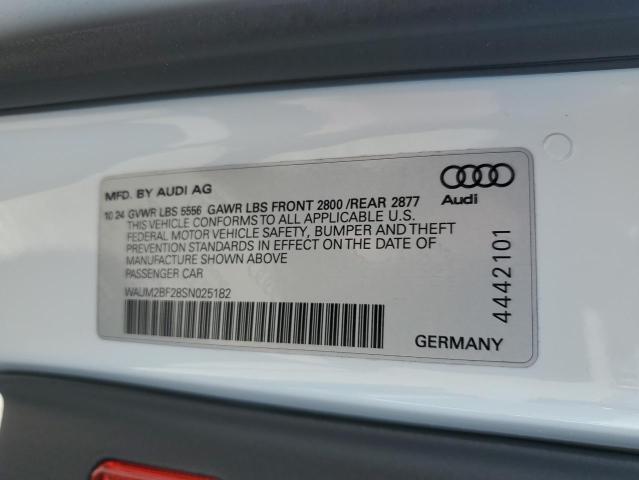 MFD. BY AUDI AG
Audi
10 24 GVWR LBS 5556 GAWR LBS FRONT 2800 /REAR 2877
THIS VEHICLE CONFORMS TO ALL APPLICABLE U.S.
FEDERAL MOTOR VEHICLE SAFETY, BUMPER AND THEFT
PREVENTION STANDARDS IN EFFECT ON THE DATE OF
MANUFACTURE SHOWN ABOVE
PASSENGER CAR
WAUM2BF28SN025182
GERMANY
4442101